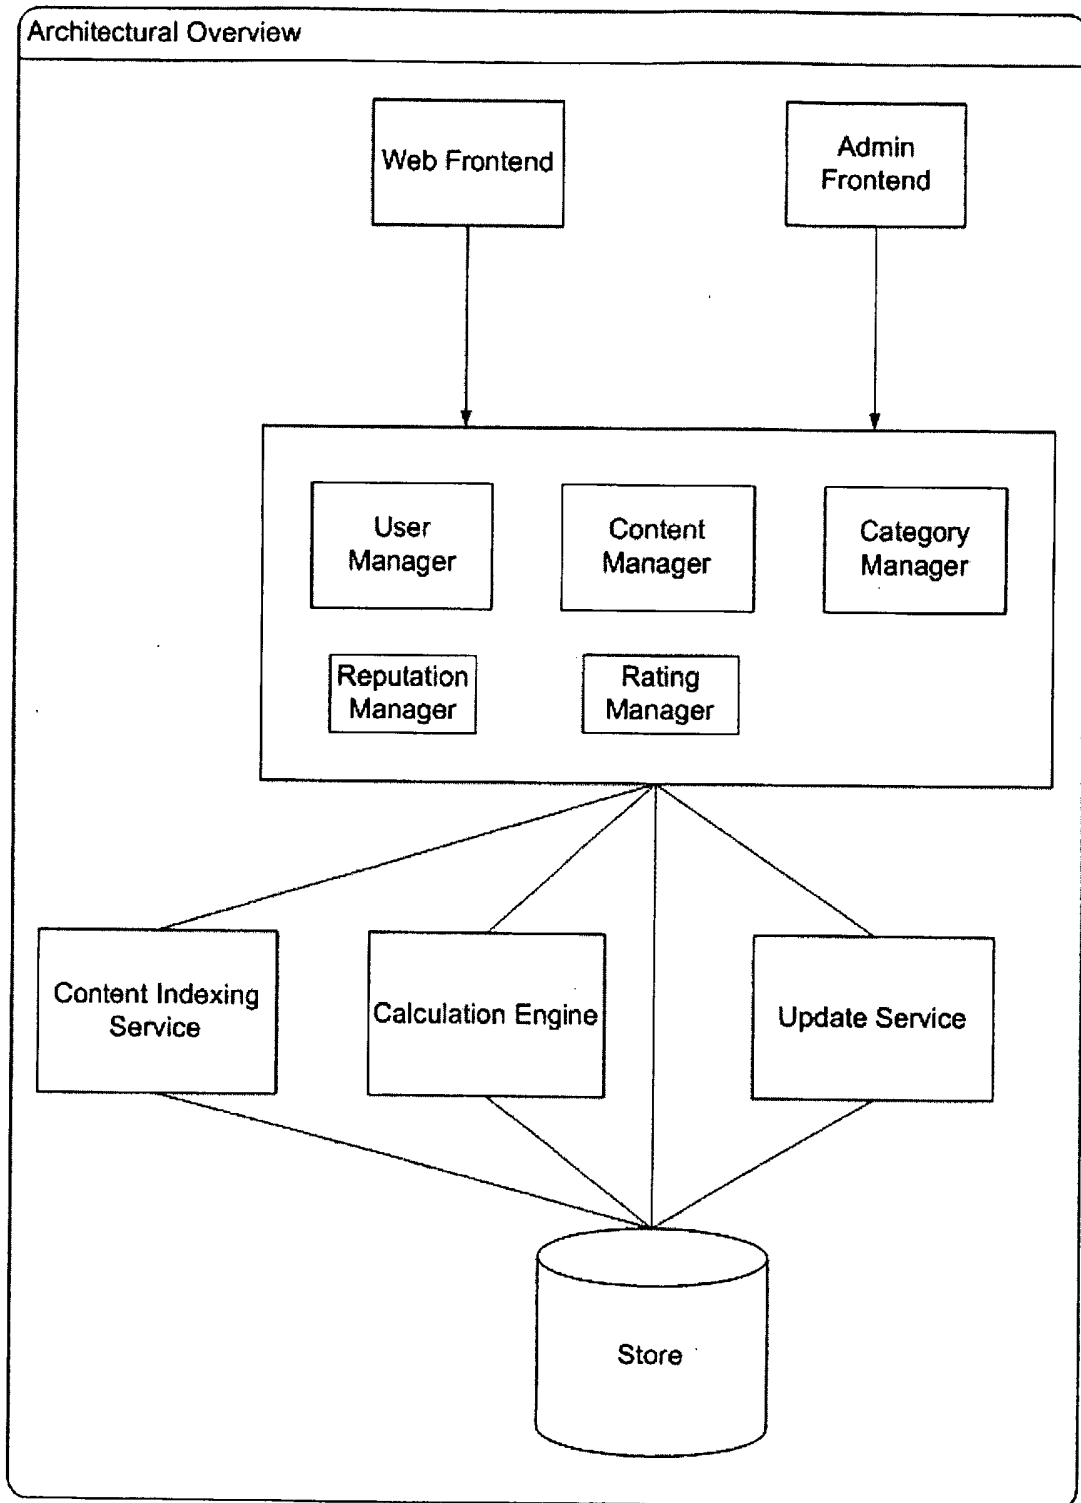 Architectural Overview
Web Frontend
Admin
Frontend
User
Manager
Content
Manager
Category
Manager
Reputation
Manager
Rating
Manager
Content Indexing
Service
Calculation Engine
Update Service
Store